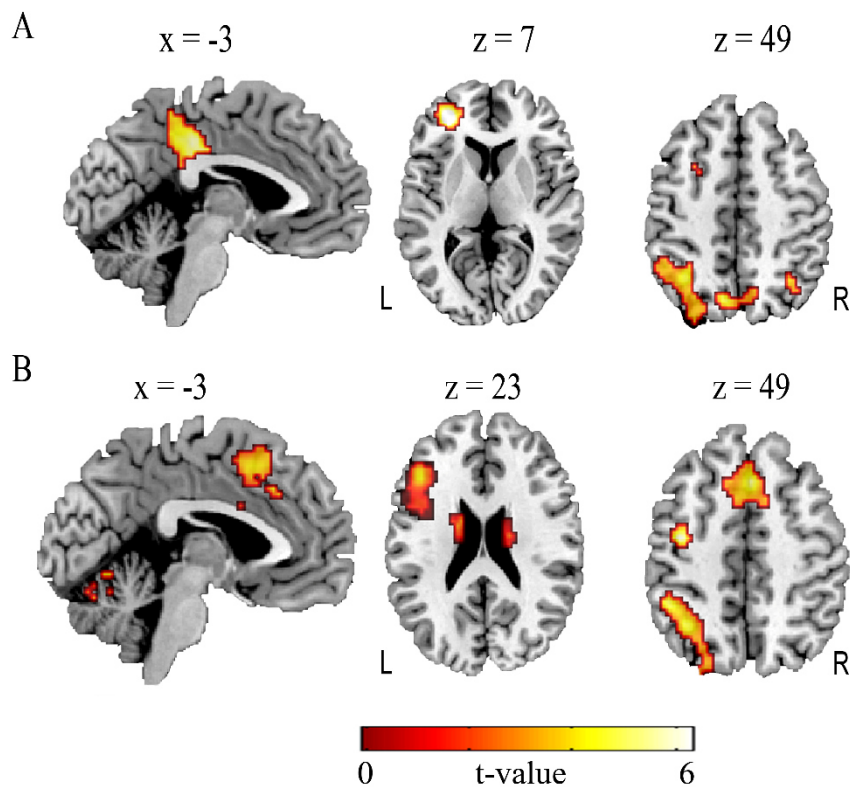 A
x = -3
z = 7
z = 49
L
R
B
x = -3
z = 23
z = 49
L
R
0
t-value
6